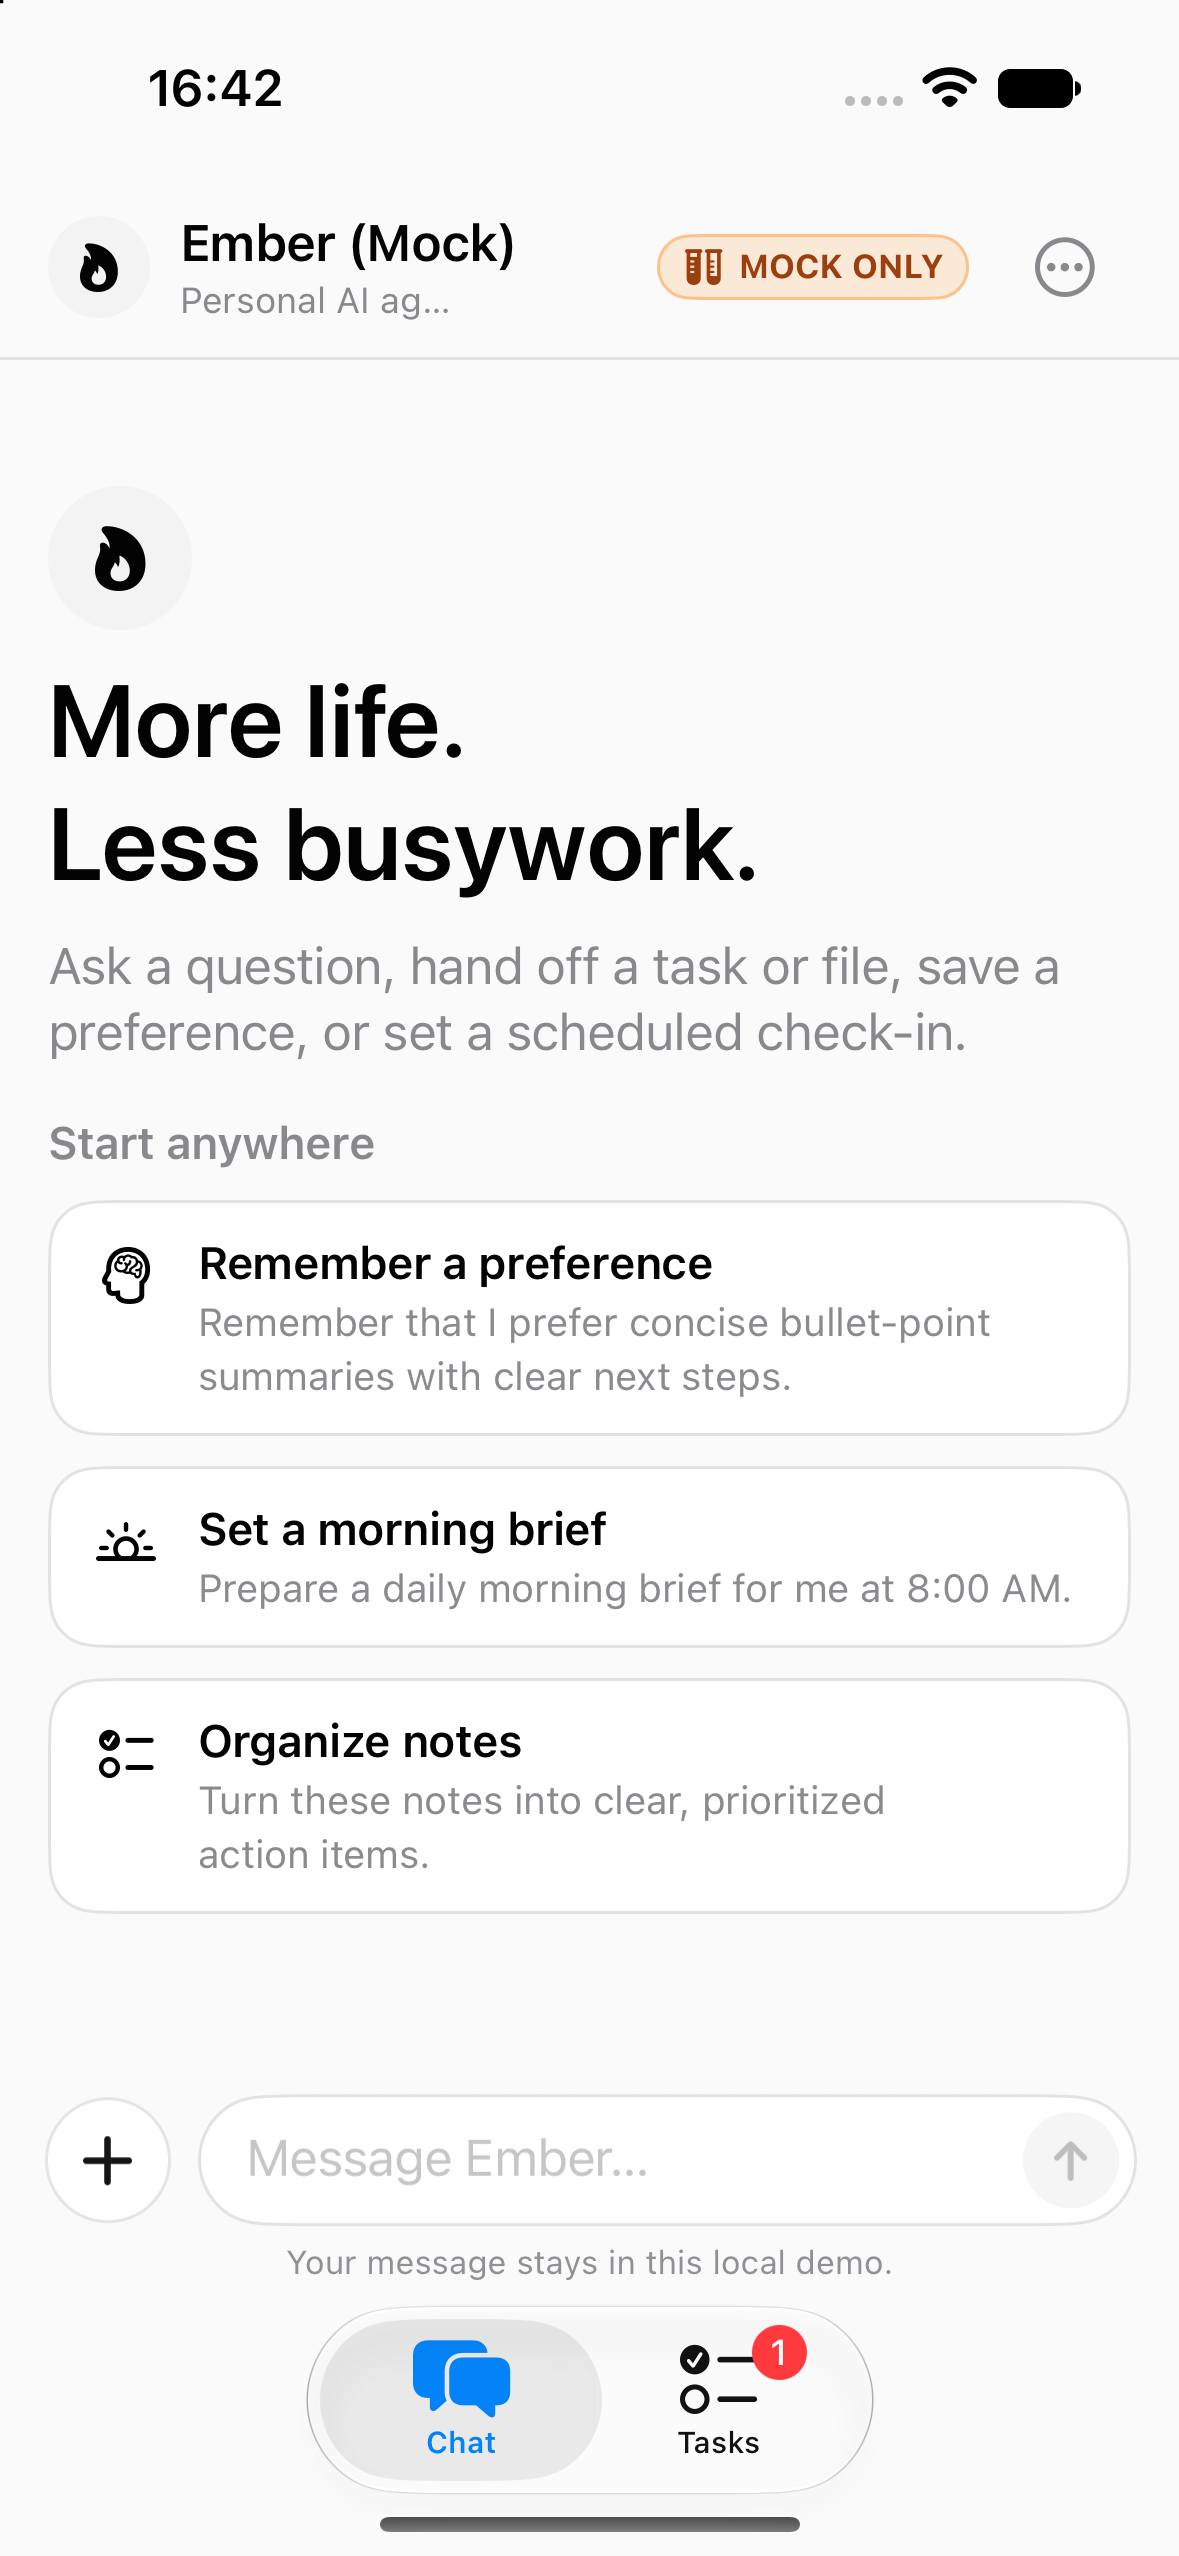 16:42
Ember (Mock)
Personal AI ag...
MOCK ONLY
More life.
Less busywork.
Ask a question, hand off a task or file, save a
preference, or set a scheduled check-in.
Start anywhere
Remember a preference
Remember that I prefer concise bullet-point
summaries with clear next steps.
Set a morning brief
Prepare a daily morning brief for me at 8:00 AM.
Organize notes
Turn these notes into clear, prioritized
action items.
Message Ember...
Your message stays in this local demo.
1
Chat
Tasks